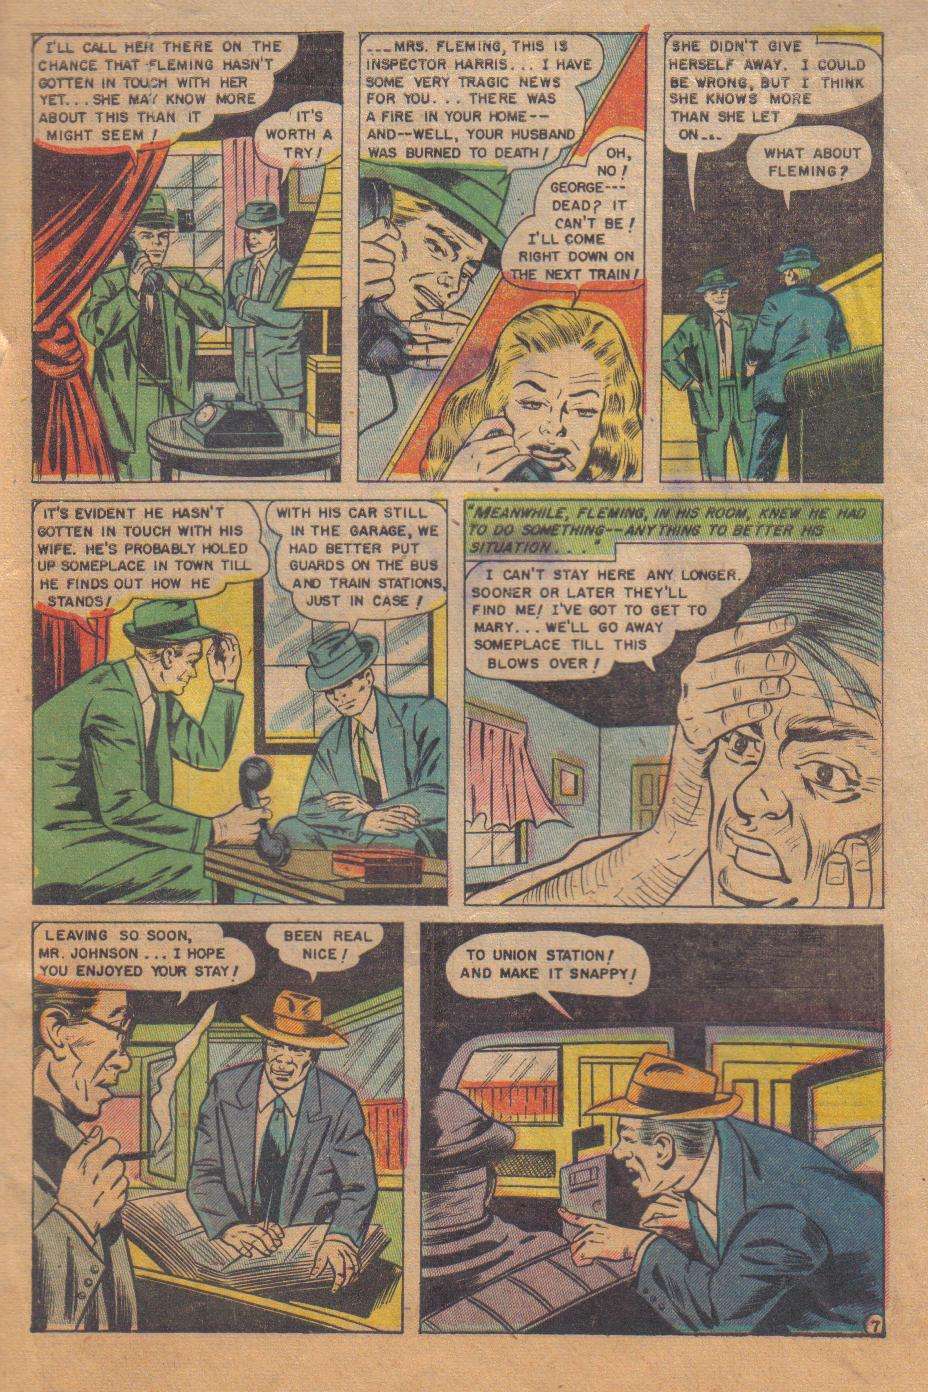 I'LL CALL HER THERE ON THE
CHANCE THAT FLEMING HASN'T
GOTTEN IN TOUCH WITH HER
YET...SHE MAY KNOW MORE
ABOUT THIS THAN IT
MIGHT SEEM!
IT'S
WORTH A
TRY!
...MRS. FLEMING, THIS IS
INSPECTOR HARRIS... I HAVE
SOME VERY TRAGIC NEWS
FOR YOU... THERE WAS
A FIRE IN YOUR HOME--
AND--WELL, YOUR HUSBAND
WAS BURNED TO DEATH!
OH,
NO!
GEORGE---
DEAD? IT
CAN'T BE!
I'LL COME
RIGHT DOWN ON
THE NEXT TRAIN!
SHE DIDN'T GIVE
HERSELF AWAY. I COULD
BE WRONG, BUT I THINK
SHE KNOWS MORE
THAN SHE LET
ON...
WHAT ABOUT
FLEMING?
IT'S EVIDENT HE HASN'T
GOTTEN IN TOUCH WITH HIS
WIFE. HE'S PROBABLY HOLED
UP SOMEPLACE IN TOWN TILL
HE FINDS OUT HOW HE
STANDS!
WITH HIS CAR STILL
IN THE GARAGE, WE
HAD BETTER PUT
GUARDS ON THE BUS
AND TRAIN STATIONS,
JUST IN CASE!
"MEANWHILE, FLEMING, IN HIS ROOM, KNEW HE HAD
TO DO SOMETHING--ANYTHING TO BETTER HIS
SITUATION..."
I CAN'T STAY HERE ANY LONGER.
SOONER OR LATER THEY'LL
FIND ME! I'VE GOT TO GET TO
MARY... WE'LL GO AWAY
SOMEPLACE TILL THIS
BLOWS OVER!
LEAVING SO SOON,
MR. JOHNSON... I HOPE
YOU ENJOYED YOUR STAY!
BEEN REAL
NICE!
TO UNION STATION!
AND MAKE IT SNAPPY!
7